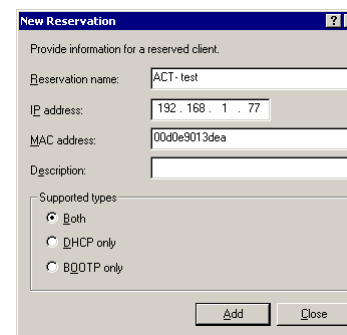 New Reservation ?
Provide information for a reserved client.
Reservation name: ACT-test
IP address: 192 . 168 . 1 . 77
MAC address: 00d0e9013dea
Description:
Supported types
Both
DHCP only
BOOTP only
Add Close